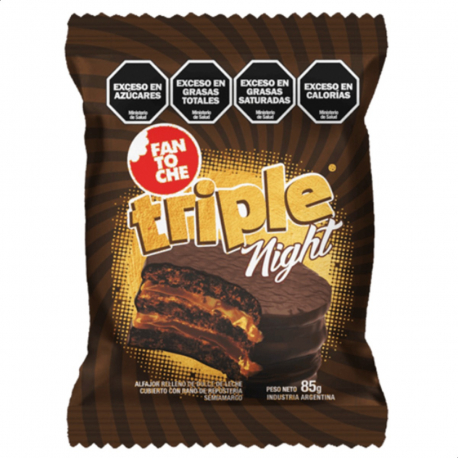 EXCESO EN
AZÚCARES
Ministerio
de Salud
EXCESO EN
GRASAS
TOTALES
Ministerio
de Salud
EXCESO EN
GRASAS
SATURADAS
Ministerio
de Salud
EXCESO EN
CALORÍAS
Ministerio
de Salud
FAN
TO
CHE
triple
Night
ALFAJOR RELLENO DE DULCE DE LECHE
CUBIERTO CON BAÑO DE REPOSTERÍA
SEMIAMARGO
PESO NETO 85g
INDUSTRIA ARGENTINA